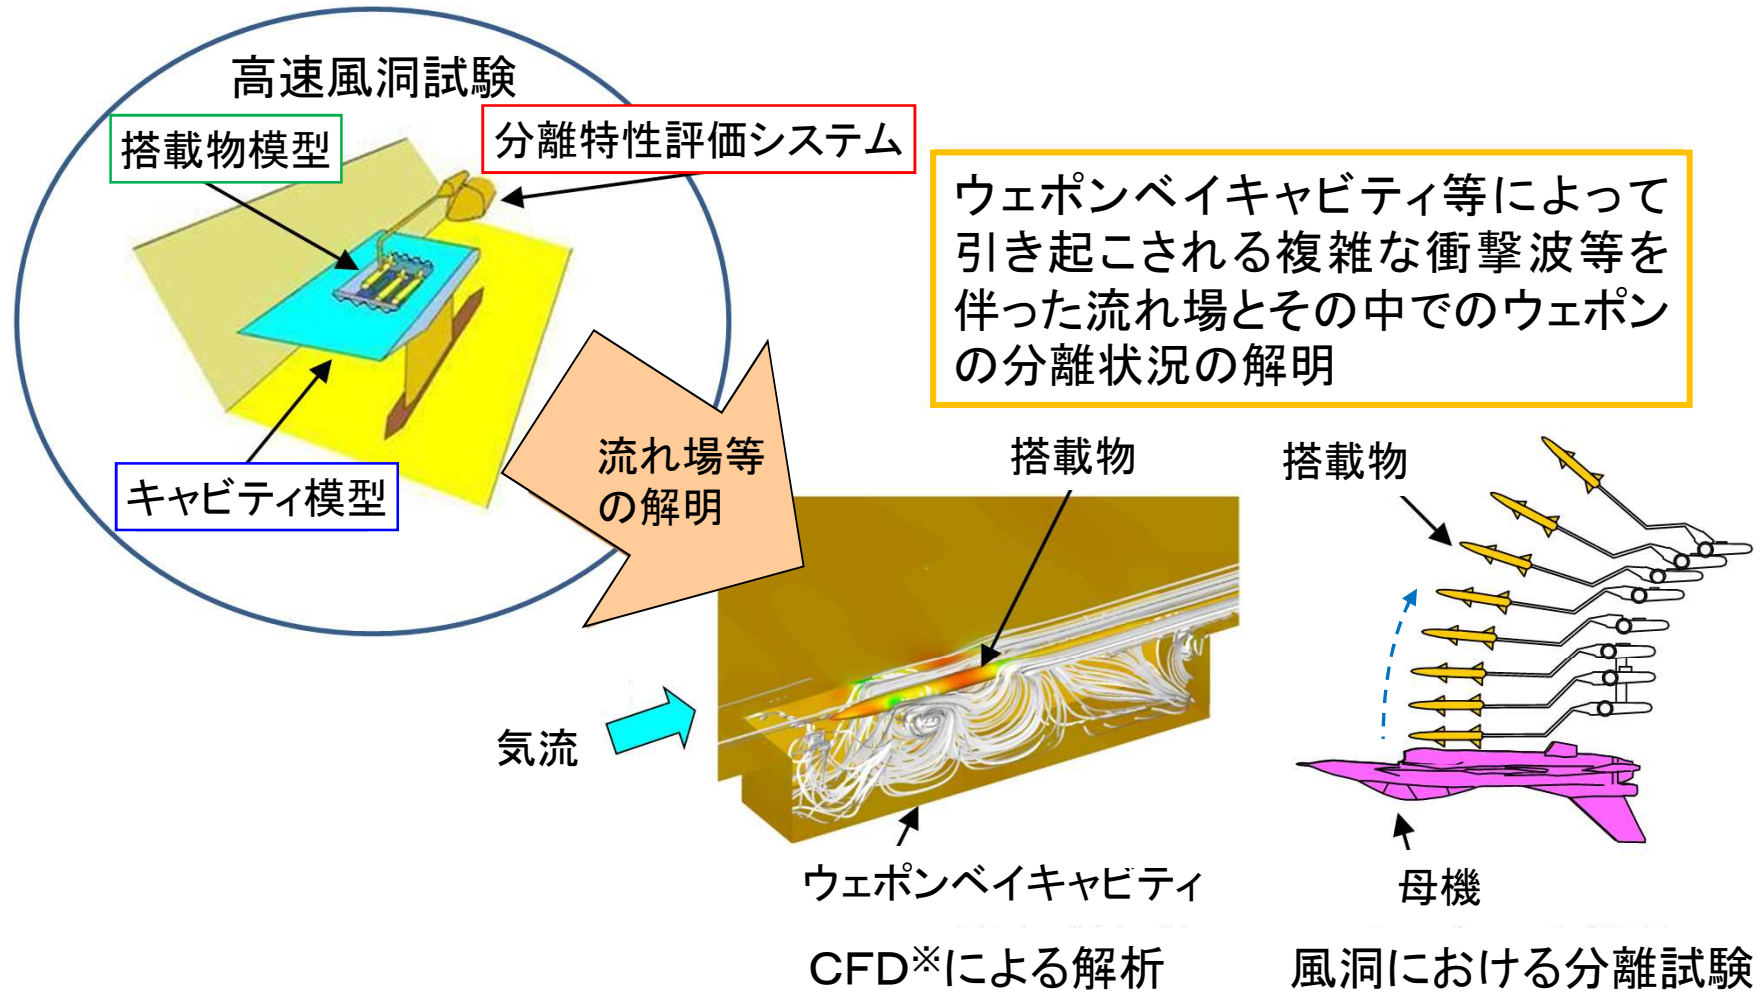 高速風洞試験
搭載物模型
分離特性評価システム
キャビティ模型
流れ場等
の解明
ウェポンベイキャビティ等によって
引き起こされる複雑な衝撃波等を
伴った流れ場とその中でのウェポン
の分離状況の解明
搭載物
気流
ウェポンベイキャビティ
CFD※による解析
搭載物
母機
風洞における分離試験